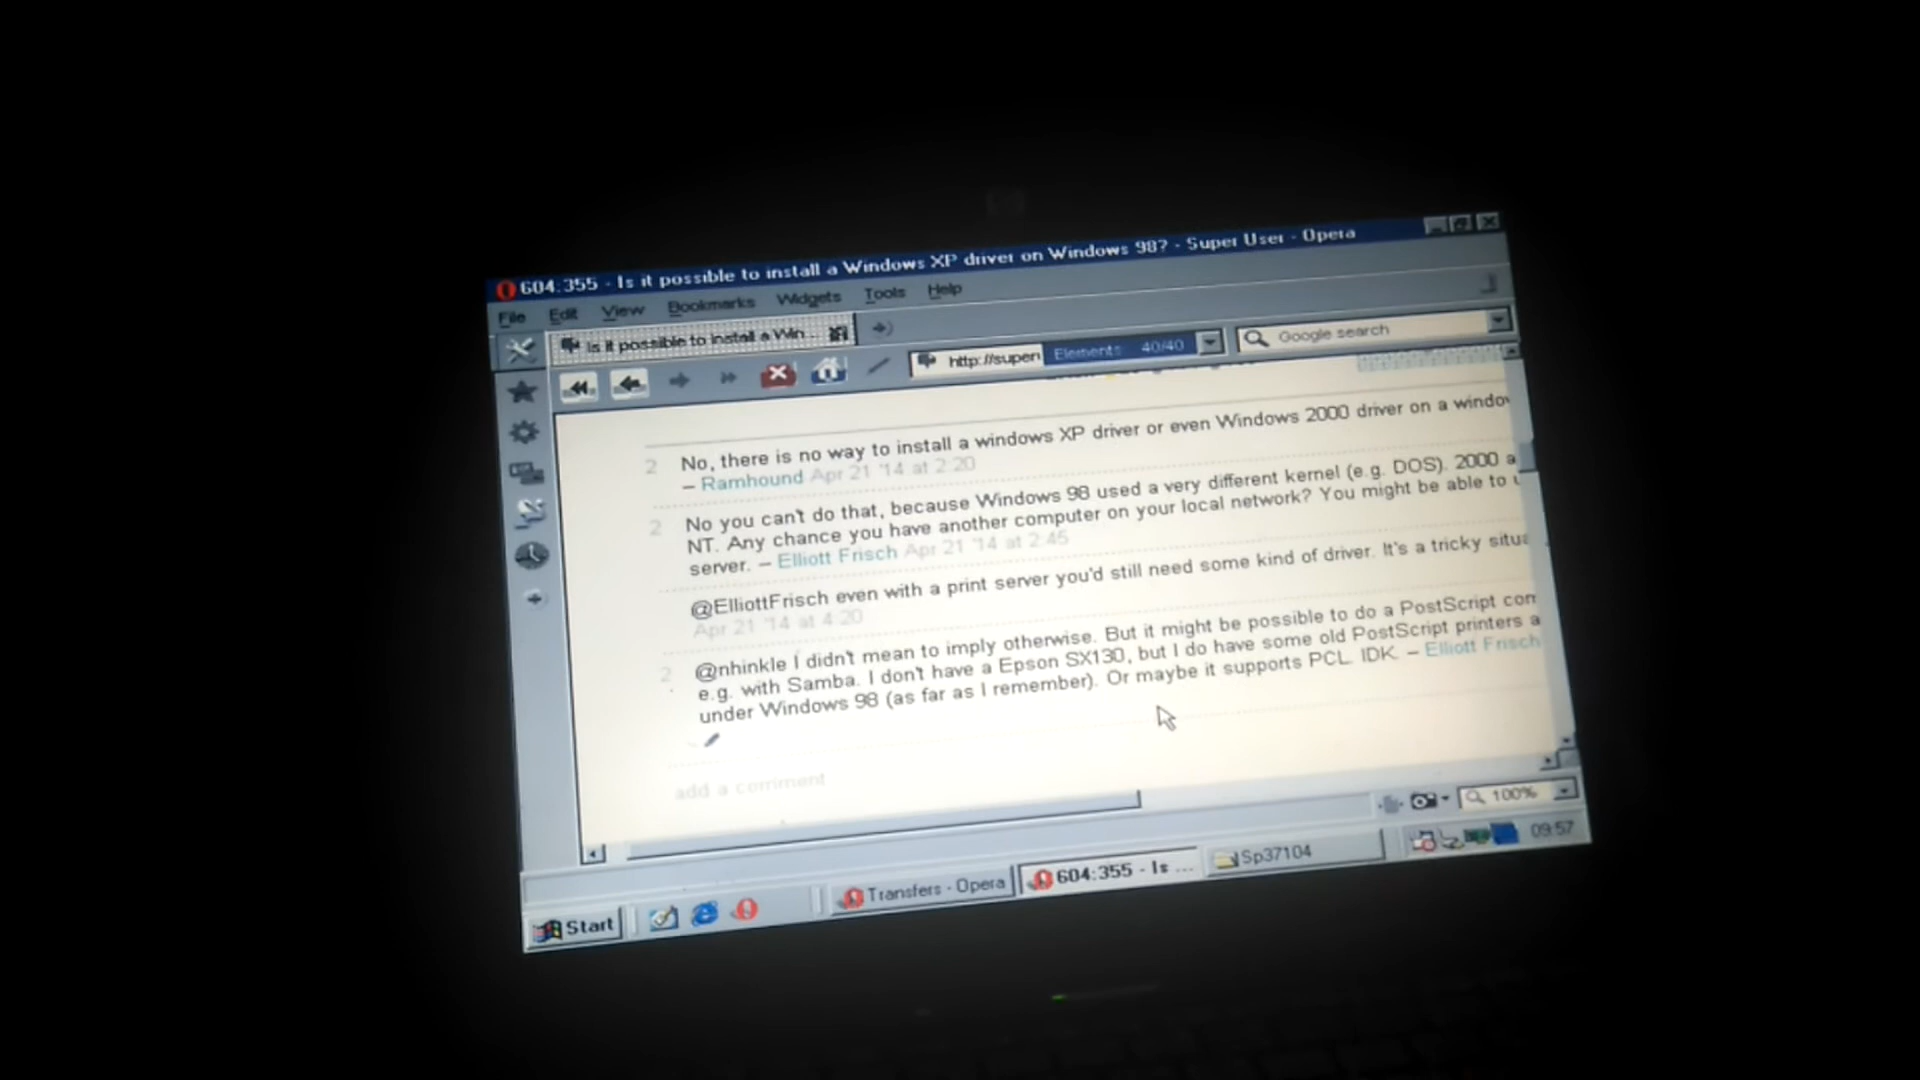 604:355 - Is it possible to install a Windows XP driver on Windows 98? - Super User - Opera
File Edit View Bookmarks Widgets Tools Help
Is it possible to install a Win...
http://super Elements: 40/40 Google search
2 No, there is no way to install a windows XP driver or even Windows 2000 driver on a window
– Ramhound Apr 21 '14 at 2:20
2 No you can't do that, because Windows 98 used a very different kernel (e.g. DOS). 2000 a
NT. Any chance you have another computer on your local network? You might be able to u
server. – Elliott Frisch Apr 21 '14 at 2:45
@ElliottFrisch even with a print server you'd still need some kind of driver. It's a tricky situa
Apr 21 '14 at 4:20
2 @nhinkle I didn't mean to imply otherwise. But it might be possible to do a PostScript con
e.g. with Samba. I don't have a Epson SX130, but I do have some old PostScript printers a
under Windows 98 (as far as I remember). Or maybe it supports PCL. IDK. – Elliott Frisch
add a comment
100%
Start Transfers - Opera 604:355 - Is ... Sp37104 09:57